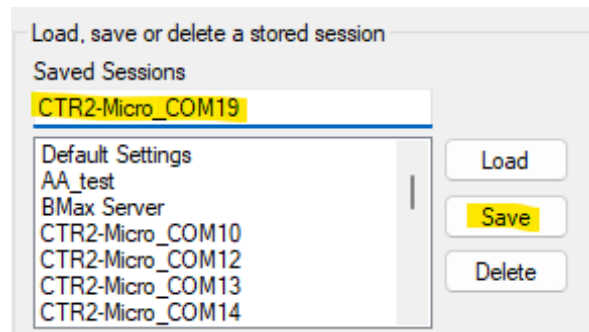 Load, save or delete a stored session
Saved Sessions
CTR2-Micro_COM19
Default Settings
AA_test
BMax Server
CTR2-Micro_COM10
CTR2-Micro_COM12
CTR2-Micro_COM13
CTR2-Micro_COM14
Load
Save
Delete